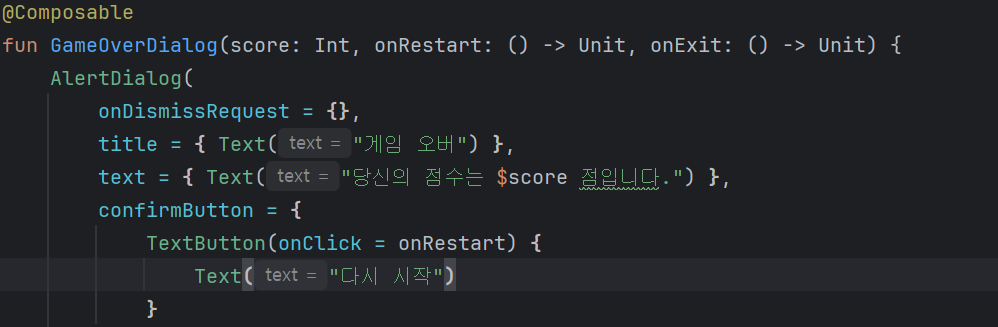 @Composable
fun GameOverDialog(score: Int, onRestart: () -> Unit, onExit: () -> Unit) {
    AlertDialog(
        onDismissRequest = {},
        title = { Text( text = "게임 오버") },
        text = { Text( text = "당신의 점수는 $score 점입니다.") },
        confirmButton = {
            TextButton(onClick = onRestart) {
                Text( text = "다시 시작")
            }